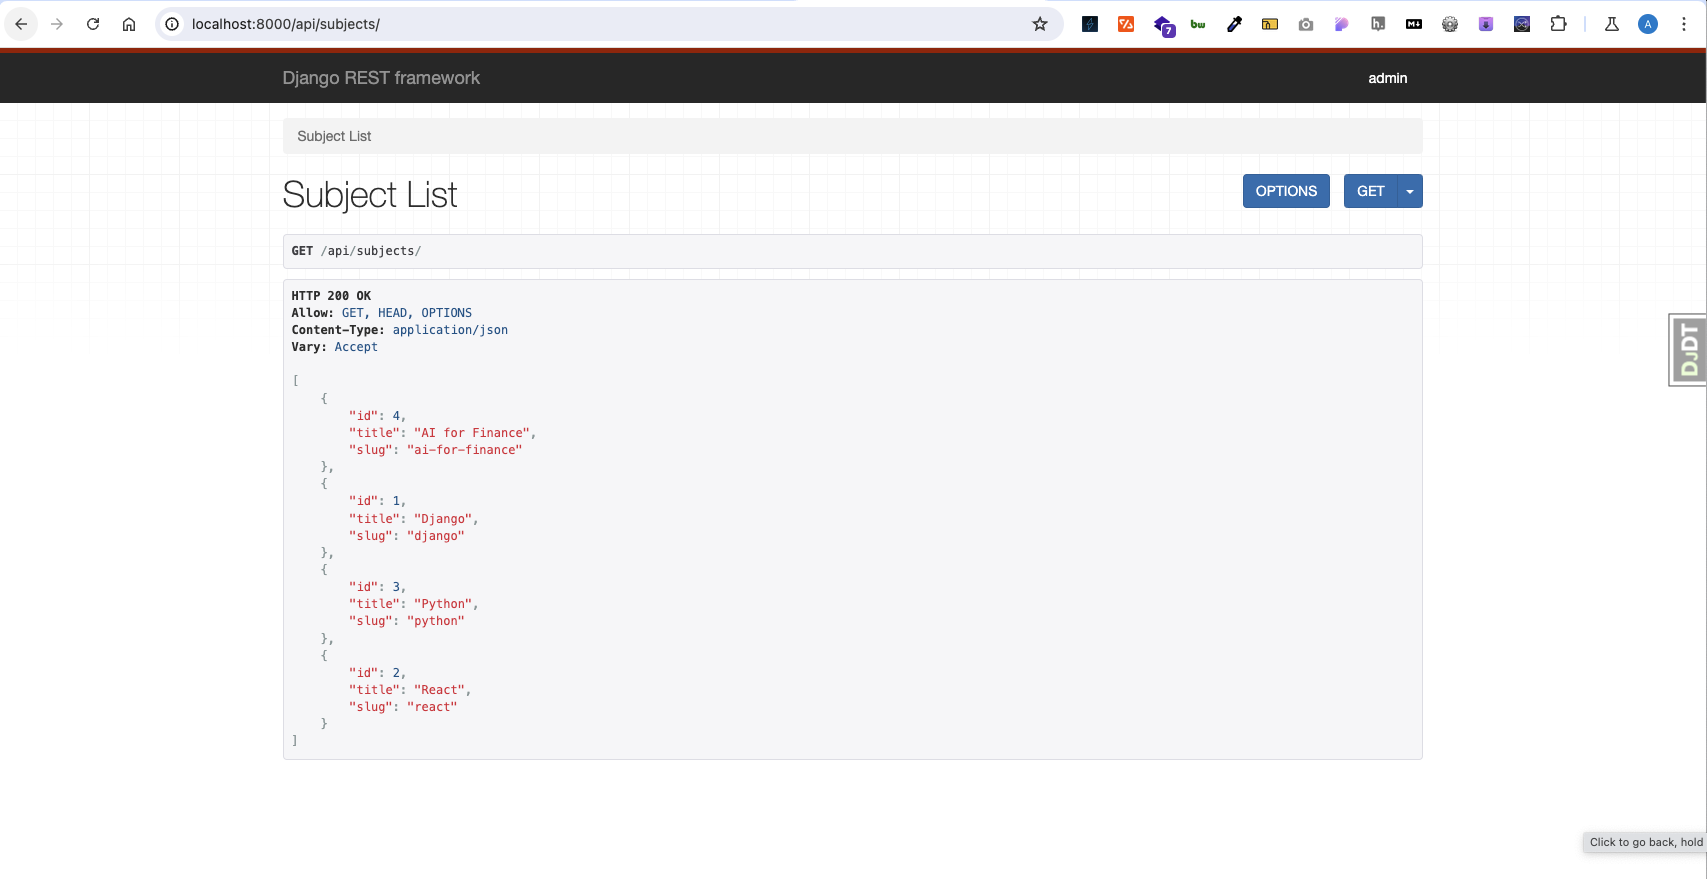 localhost:8000/api/subjects/
7
bw
h.
M↓
A
Django REST framework
admin
Subject List
Subject List
OPTIONS
GET
GET /api/subjects/
HTTP 200 OK
Allow: GET, HEAD, OPTIONS
Content-Type: application/json
Vary: Accept
[
    {
        "id": 4,
        "title": "AI for Finance",
        "slug": "ai-for-finance"
    },
    {
        "id": 1,
        "title": "Django",
        "slug": "django"
    },
    {
        "id": 3,
        "title": "Python",
        "slug": "python"
    },
    {
        "id": 2,
        "title": "React",
        "slug": "react"
    }
]
DJDT
Click to go back, hold